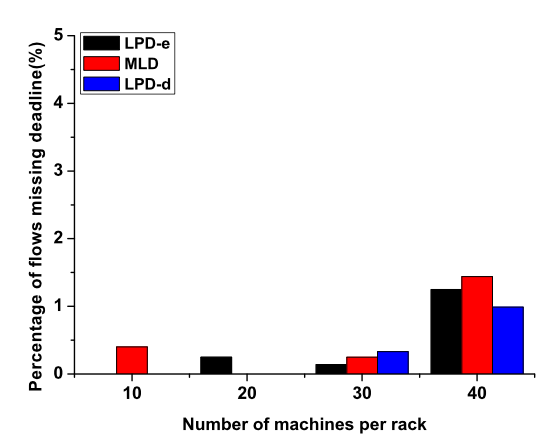 LPD-e
MLD
LPD-d
Percentage of flows missing deadline(%)
5
4
3
2
1
0
10 20 30 40
Number of machines per rack